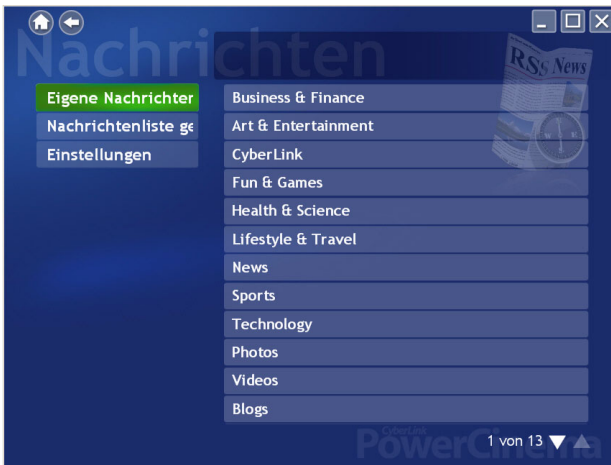 Nachrichten
RSS News
Eigene Nachrichter
Nachrichtenliste ge
Einstellungen
Business & Finance
Art & Entertainment
CyberLink
Fun & Games
Health & Science
Lifestyle & Travel
News
Sports
Technology
Photos
Videos
Blogs
1 von 13
CyberLink
PowerCinema